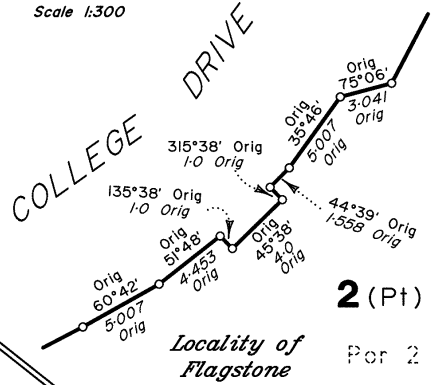 Scale 1:300
COLLEGE DRIVE
Orig
75°06'
3·041
Orig
Orig
35°46'
5·007
Orig
315°38' Orig
1·0 Orig
135°38' Orig
1·0 Orig
44°39' Orig
1·558 Orig
Orig
51°48'
4·453
Orig
45°38'
Orig
4·0
Orig
Orig
60°42'
5·007
Orig
2 (Pt)
Locality of
Flagstone
Por 2